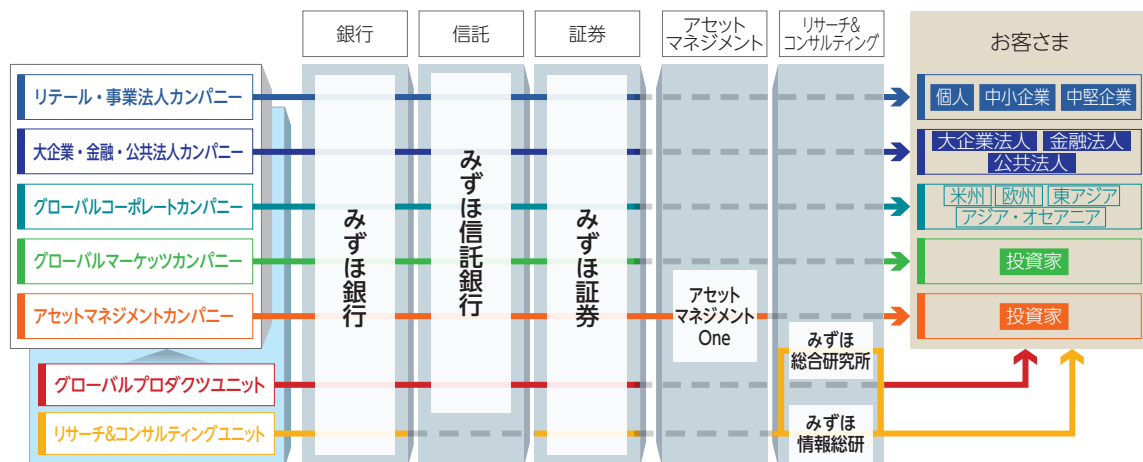 銀行
信託
証券
アセット
マネジメント
リサーチ&
コンサルティング
お客さま
リテール・事業法人カンパニー
個人 中小企業 中堅企業
大企業・金融・公共法人カンパニー
大企業法人 金融法人
公共法人
グローバルコーポレートカンパニー
米州 欧州 東アジア
アジア・オセアニア
グローバルマーケッツカンパニー
投資家
アセットマネジメントカンパニー
投資家
みずほ銀行
みずほ信託銀行
みずほ証券
アセット
マネジメント
One
みずほ
総合研究所
グローバルプロダクツユニット
リサーチ&コンサルティングユニット
みずほ
情報総研